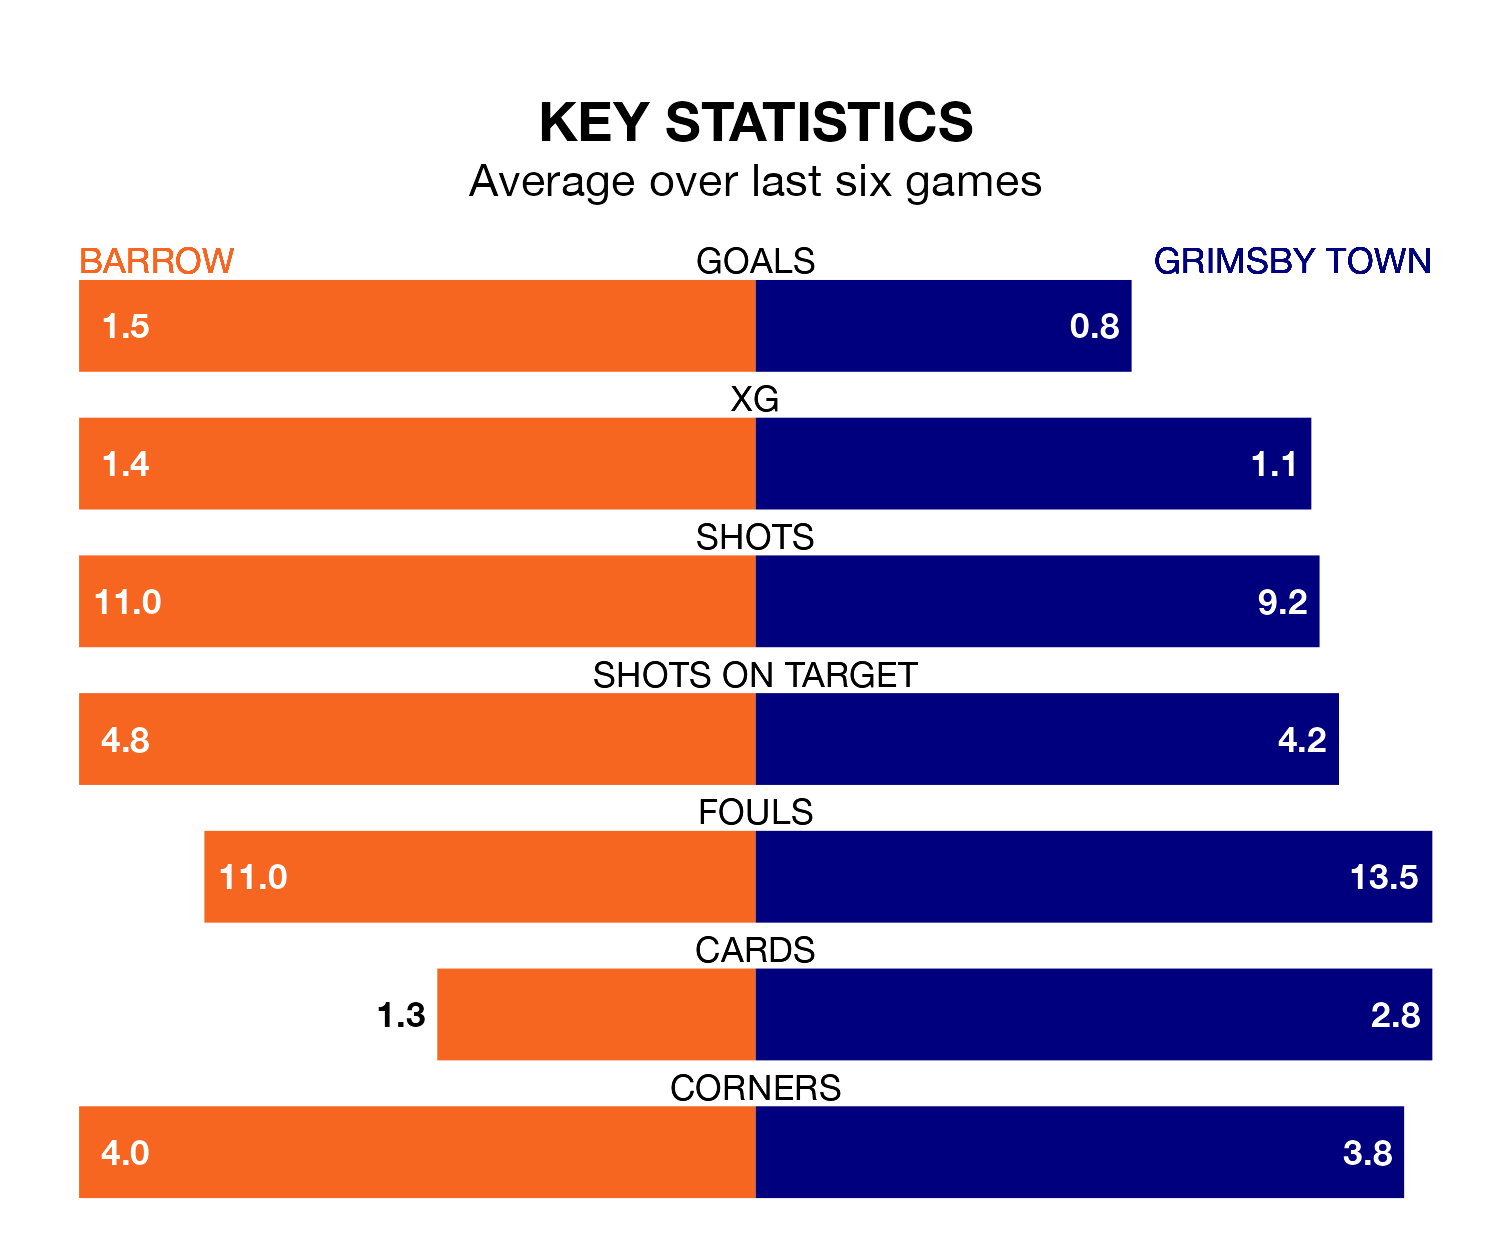 KEY STATISTICS
Average over last six games
BARROW GOALS GRIMSBY TOWN
1.5 0.8
XG
1.4 1.1
SHOTS
11.0 9.2
SHOTS ON TARGET
4.8 4.2
FOULS
11.0 13.5
CARDS
1.3 2.8
CORNERS
4.0 3.8